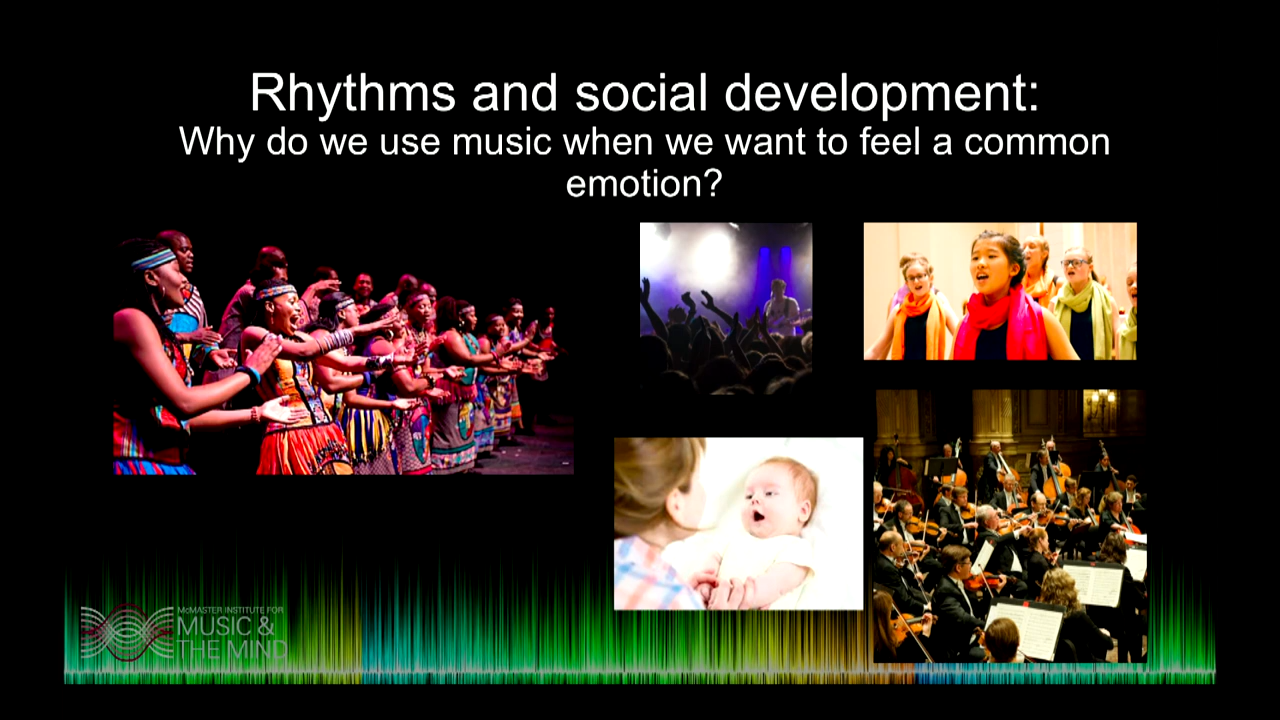 Rhythms and social development:
Why do we use music when we want to feel a common
emotion?
McMASTER INSTITUTE FOR
MUSIC &
THE MIND